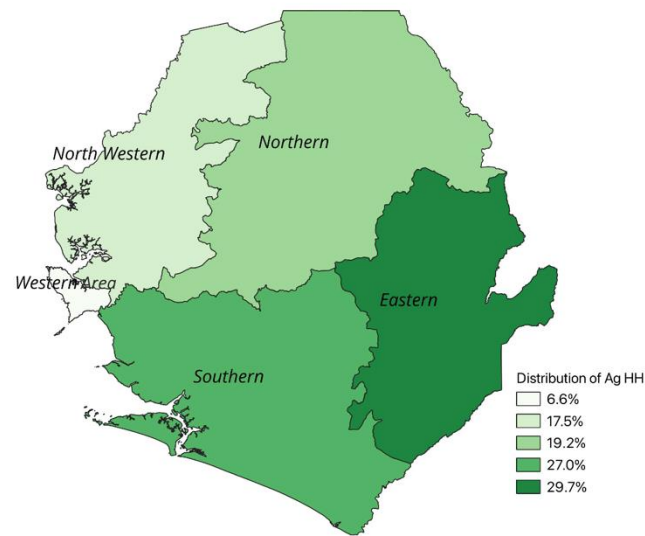 Northern
North Western
Western Area
Eastern
Southern
Distribution of Ag HH
6.6%
17.5%
19.2%
27.0%
29.7%